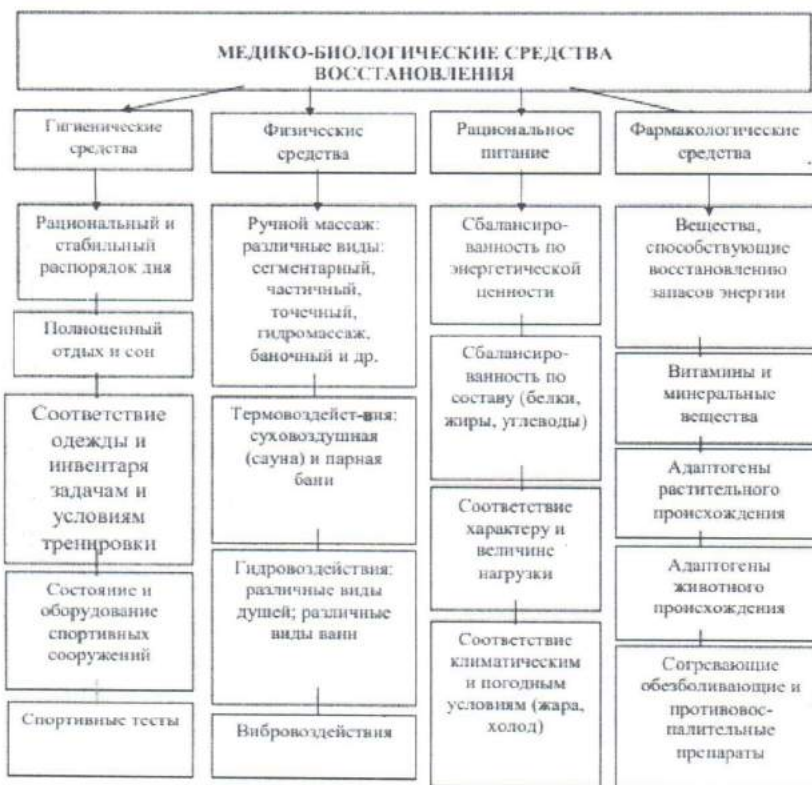 МЕДИКО-БИОЛОГИЧЕСКИЕ СРЕДСТВА
ВОССТАНОВЛЕНИЯ
Гигиенические
средства
Физические
средства
Рациональное
питание
Фармакологические
средства
Рациональный и
стабильный
распорядок дня
Полноценный
отдых и сон
Соответствие
одежды и
инвентаря
задачам и
условиям
тренировки
Состояние и
оборудование
спортивных
сооружений
Спортивные тесты
Ручной массаж:
различные виды:
сегментарный,
частичный,
точечный,
гидромассаж,
баночный и др.
Термовоздейст-вия:
суховоздушная
(сауна) и парная
бани
Гидровоздействия:
различные виды
душей; различные
виды ванн
Вибровоздействия
Сбалансиро-
ванность по
энергетической
ценности
Сбалансиро-
ванность по
составу (белки,
жиры, углеводы)
Соответствие
характеру и
величине
нагрузки
Соответствие
климатическим
и погодным
условиям (жара,
холод)
Вещества,
способствующие
восстановлению
запасов энергии
Витамины и
минеральные
вещества
Адаптогены
растительного
происхождения
Адаптогены
животного
происхождения
Согревающие
обезболивающие и
противовос-
палительные
препараты